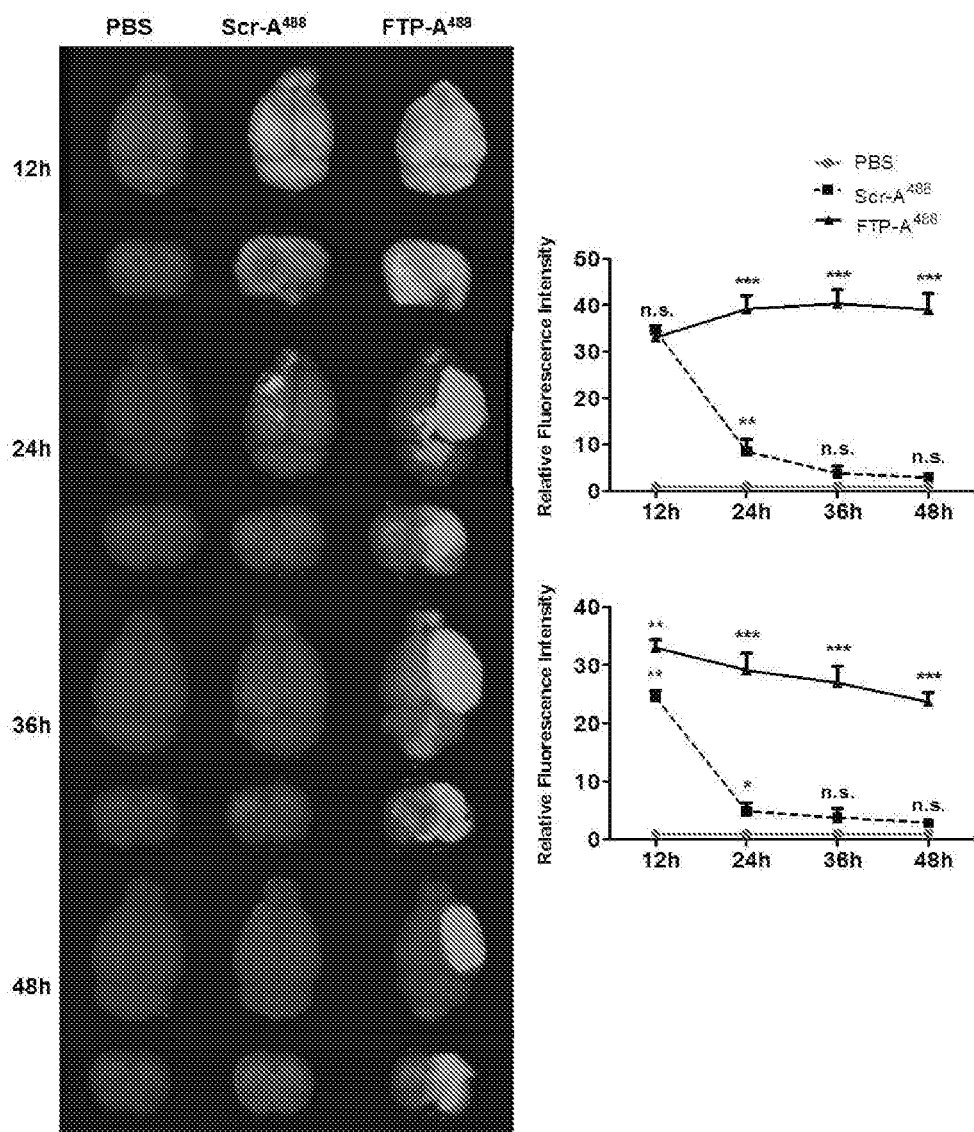 PBS Scr-A⁴⁸⁸ FTP-A⁴⁸⁸
12h
24h
36h
48h
PBS
Scr-A⁴⁸⁸
FTP-A⁴⁸⁸
Relative Fluorescence Intensity
50
40
30
20
10
0
n.s. *** *** ***
** n.s. n.s.
12h 24h 36h 48h
Relative Fluorescence Intensity
40
30
20
10
0
** *** *** ***
** * n.s. n.s.
12h 24h 36h 48h